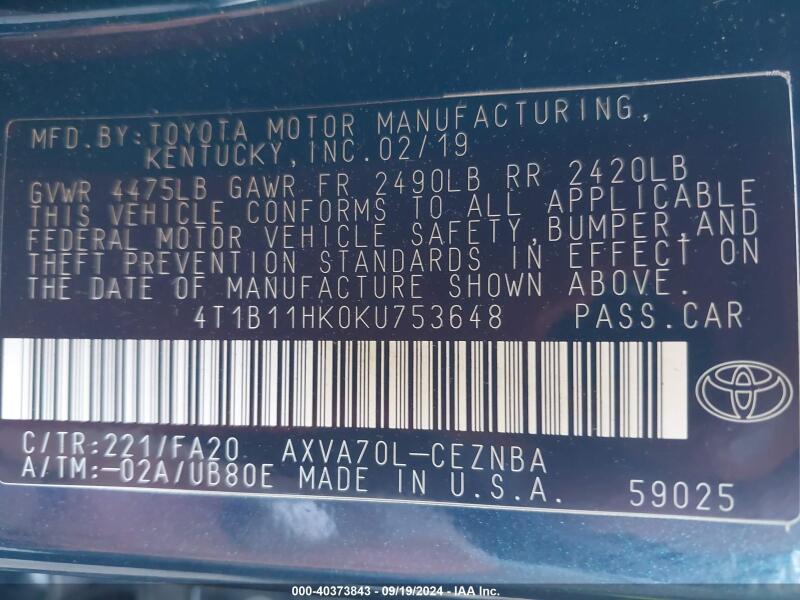 MFD.BY:TOYOTA MOTOR MANUFACTURING,
KENTUCKY,INC.02/19
GVWR 4475LB GAWR FR 2490LB RR 2420LB
THIS VEHICLE CONFORMS TO ALL APPLICABLE
FEDERAL MOTOR VEHICLE SAFETY,BUMPER,AND
THEFT PREVENTION STANDARDS IN EFFECT ON
THE DATE OF MANUFACTURE SHOWN ABOVE.
4T1B11HK0KU753648 PASS.CAR
C/TR:221/FA20 AXVA70L-CEZNBA
A/TM:-02A/UB80E MADE IN U.S.A. 59025
000-40373843 - 09/19/2024 - IAA Inc.